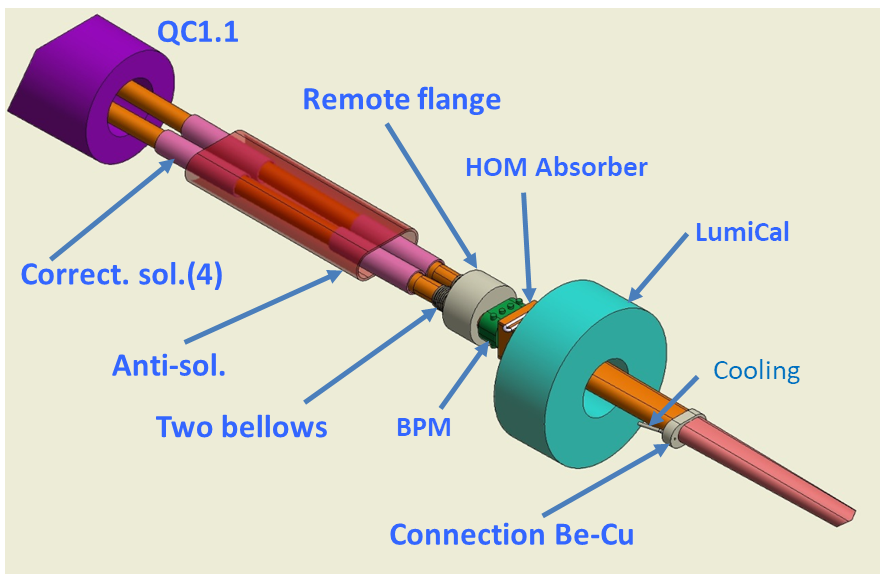 QC1.1
Remote flange
HOM Absorber
LumiCal
Correct. sol.(4)
Anti-sol.
Cooling
Two bellows
BPM
Connection Be-Cu